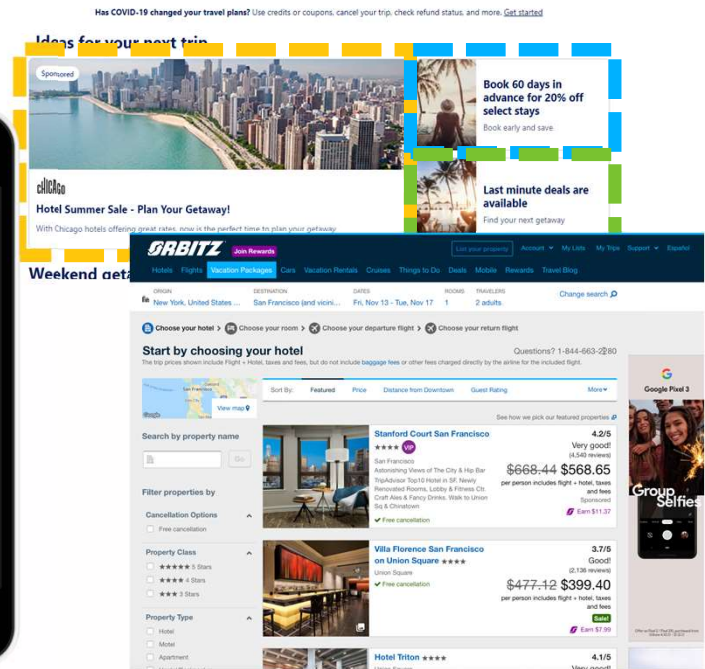 Has COVID-19 changed your travel plans? Use credits or coupons, cancel your trip, check refund status, and more. Get started
Ideas for your next trip
Sponsored
Book 60 days in
advance for 20% off
select stays
Book early and save
CHICAGO
Hotel Summer Sale - Plan Your Getaway!
With Chicago hotels offering great rates, now is the perfect time to plan your getaway
Last minute deals are
available
Find your next getaway
Weekend
ORBITZ
Join Rewards
List your property
Account
My Lists
My Trips
Support
Español
Hotels Flights Vacation Packages Cars Vacation Rentals Cruises Things to Do Deals Mobile Rewards Travel Blog
ORIGIN
DESTINATION
DATES
ROOMS
TRAVELERS
New York, United States ...
San Francisco (and vicini...
Fri, Nov 13 - Tue, Nov 17
1
2 adults
Change search
Choose your hotel > Choose your room > Choose your departure flight > Choose your return flight
Start by choosing your hotel
Questions? 1-844-663-2280
The trip prices shown include Flight + Hotel, taxes and fees, but do not include baggage fees or other fees charged directly by the airline for the included flight.
San Francisco
Google
View map
Sort By: Featured Price Distance from Downtown Guest Rating More
See how we pick our featured properties
Search by property name
Go
Filter properties by
Cancellation Options
Free cancellation
Property Class
5 Stars
4 Stars
3 Stars
Property Type
Hotel
Motel
Apartment
Stanford Court San Francisco
VIP
San Francisco
Astonishing Views of The City & Hip Bar
TripAdvisor Top10 Hotel in SF. Newly
Renovated Rooms, Lobby & Fitness Ctr.
Craft Ales & Fancy Drinks. Walk to Union
Sq & Chinatown
Free cancellation
4.2/5
Very good!
(4,540 reviews)
$668.44 $568.65
per person includes flight + hotel, taxes
and fees
Sponsored
Earn $11.37
Villa Florence San Francisco
on Union Square
Union Square
Free cancellation
3.7/5
Good!
(2,136 reviews)
$477.12 $399.40
per person includes flight + hotel, taxes
and fees
Sale!
Earn $7.99
Hotel Triton
Union Square
4.1/5
Very good!
G
Google Pixel 3
Group
Selfies